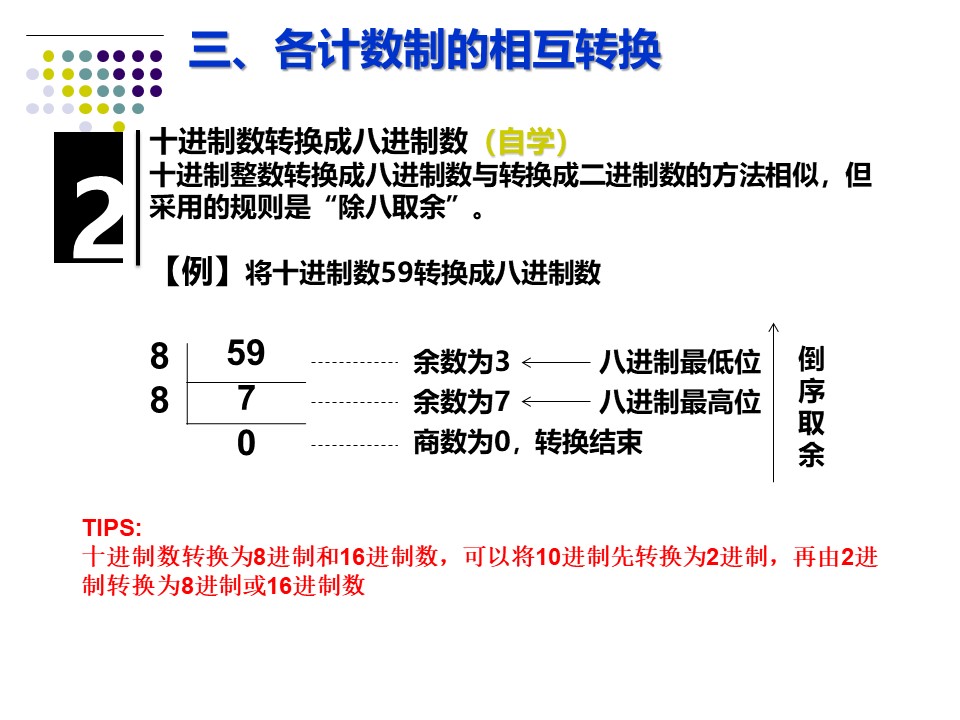 三、各计数制的相互转换
2
十进制数转换成八进制数（自学）
十进制整数转换成八进制数与转换成二进制数的方法相似，但
采用的规则是“除八取余”。
【例】将十进制数59转换成八进制数
8 59 余数为3 八进制最低位
8 7 余数为7 八进制最高位
0 商数为0，转换结束
倒
序
取
余
TIPS:
十进制数转换为8进制和16进制数，可以将10进制先转换为2进制，再由2进
制转换为8进制或16进制数